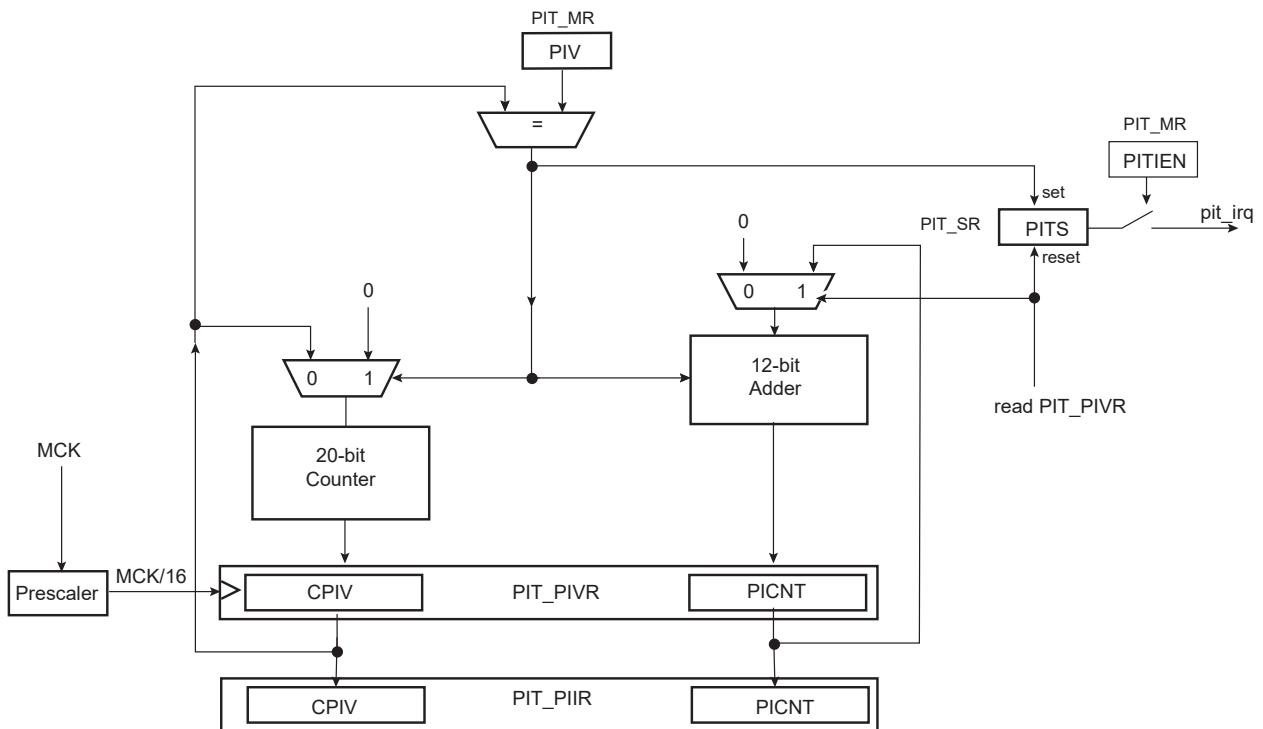 PIT_MR
PIV
=
PIT_MR
PITIEN
set
PIT_SR
PITS
pit_irq
reset
0
0 1
0
0 1
12-bit
Adder
read PIT_PIVR
20-bit
Counter
MCK
MCK/16
Prescaler
CPIV
PIT_PIVR
PICNT
CPIV
PIT_PIIR
PICNT